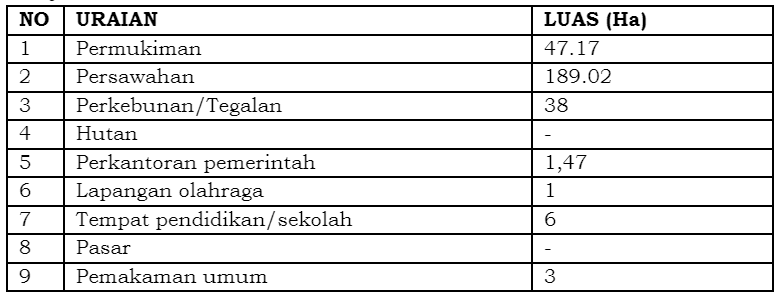 NO URAIAN LUAS (Ha)
1 Permukiman 47.17
2 Persawahan 189.02
3 Perkebunan/Tegalan 38
4 Hutan -
5 Perkantoran pemerintah 1,47
6 Lapangan olahraga 1
7 Tempat pendidikan/sekolah 6
8 Pasar -
9 Pemakaman umum 3